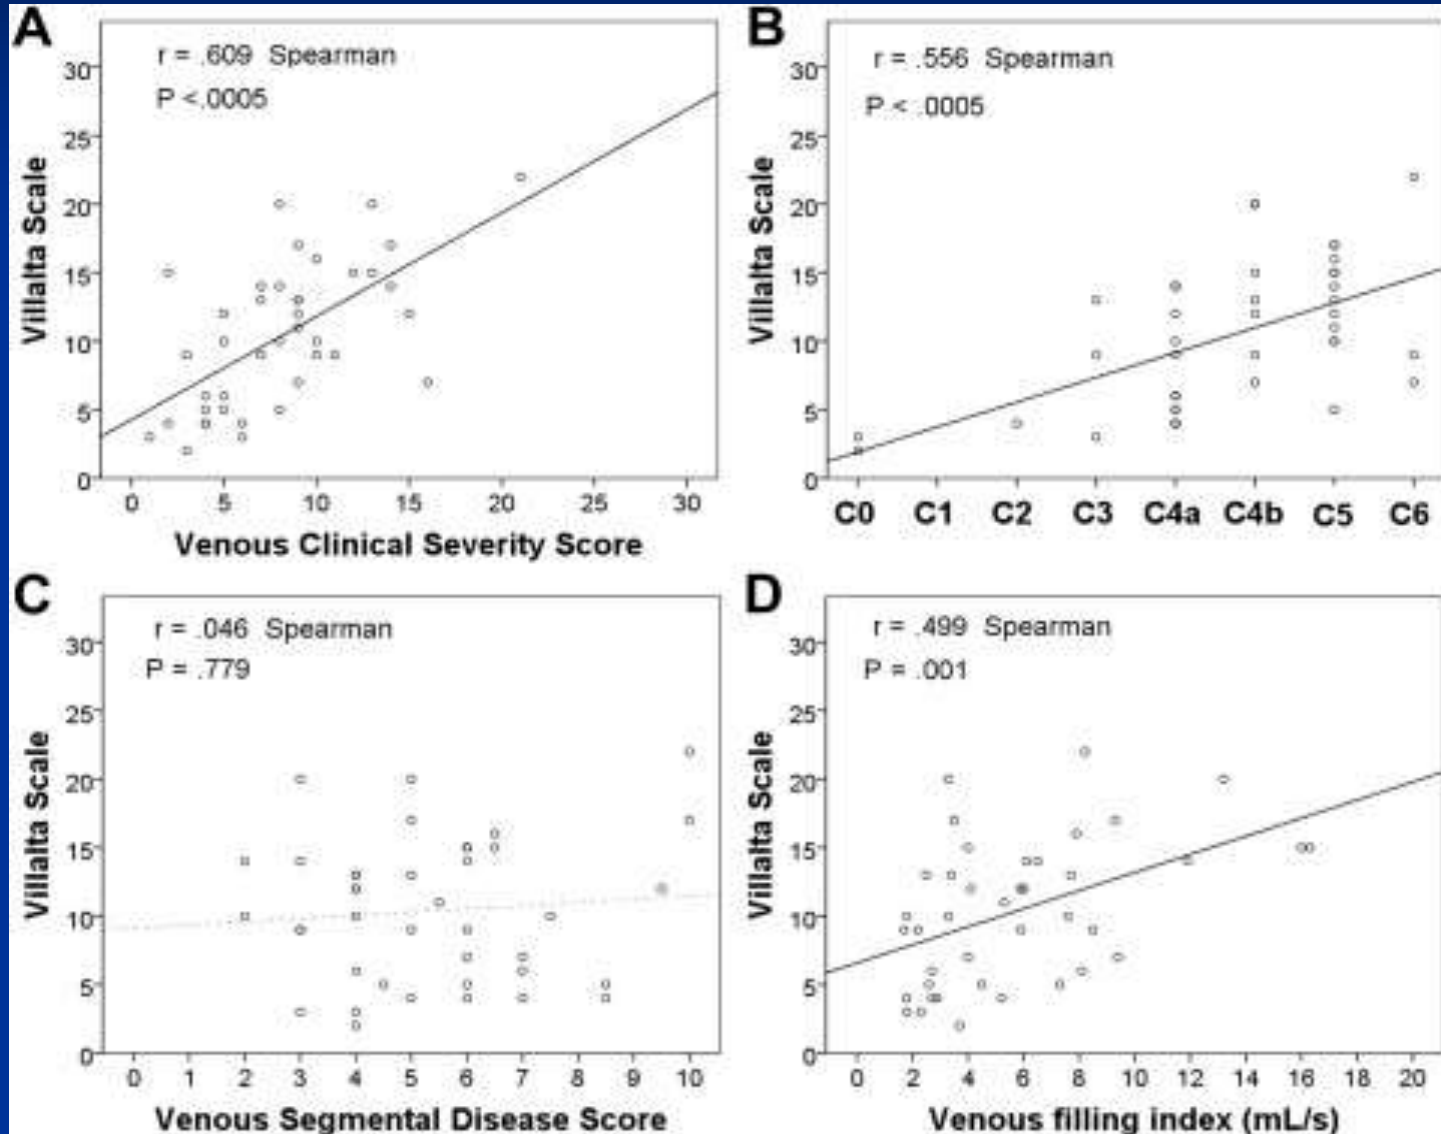 A
r = .609 Spearman
P <.0005
Villalta Scale
30
25
20
15
10
5
0
0 5 10 15 20 25 30
Venous Clinical Severity Score
B
r = .556 Spearman
P < .0005
Villalta Scale
30
25
20
15
10
5
0
C0 C1 C2 C3 C4a C4b C5 C6
C
r = .046 Spearman
P = .779
Villalta Scale
30
25
20
15
10
5
0
0 1 2 3 4 5 6 7 8 9 10
Venous Segmental Disease Score
D
r = .499 Spearman
P = .001
Villalta Scale
30
25
20
15
10
5
0
0 2 4 6 8 10 12 14 16 18 20
Venous filling index (mL/s)